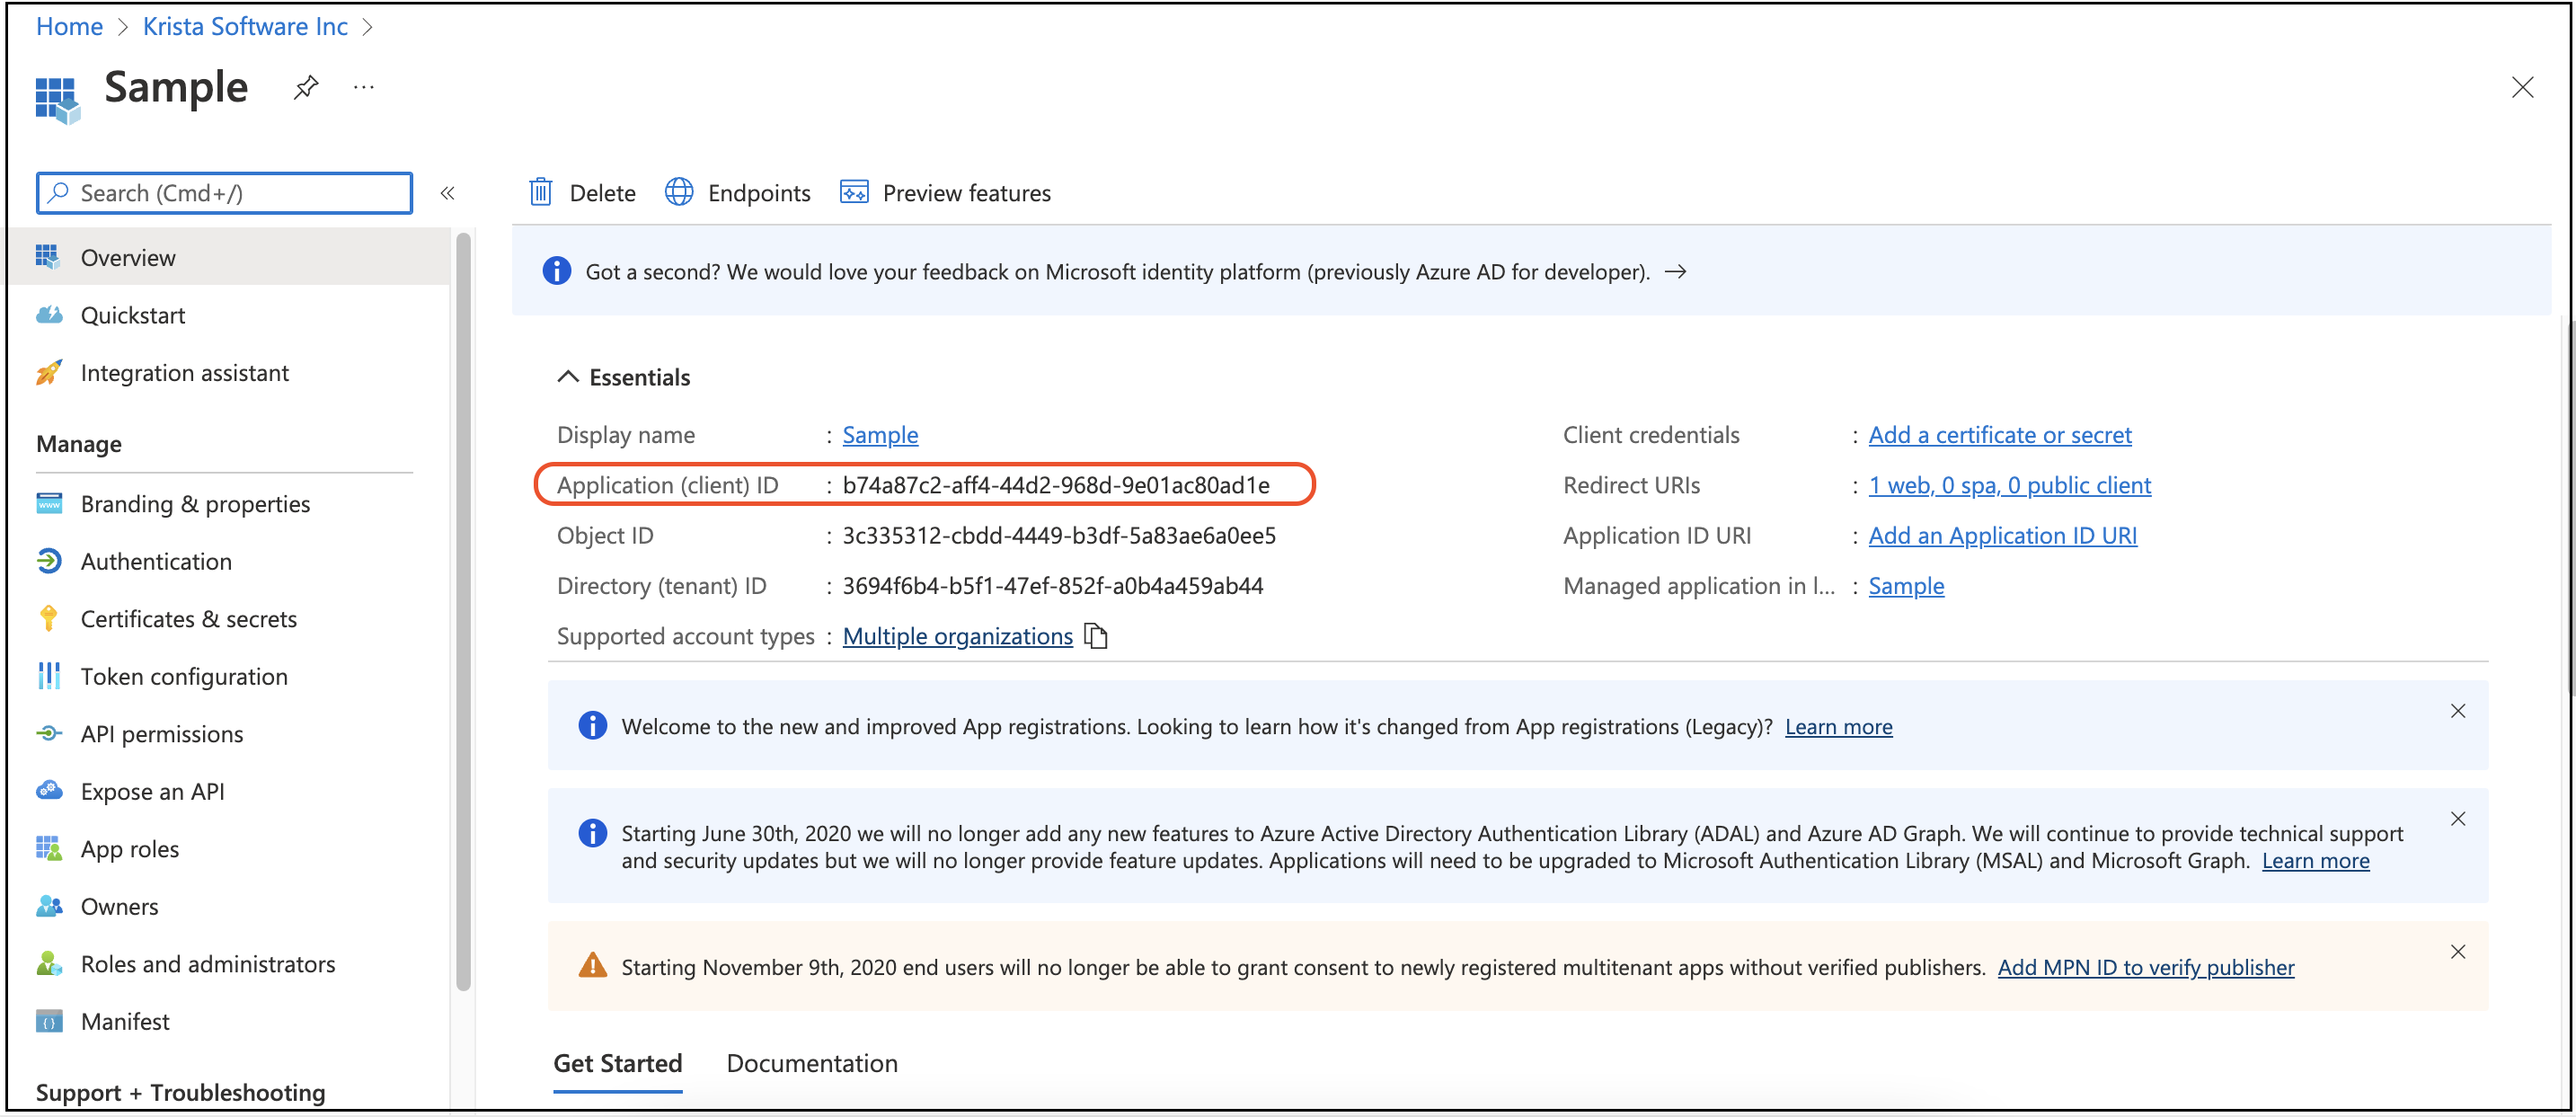 Home > Krista Software Inc >
Sample
Search (Cmd+/)
«
Overview
Quickstart
Integration assistant
Manage
Branding & properties
Authentication
Certificates & secrets
Token configuration
API permissions
Expose an API
App roles
Owners
Roles and administrators
Manifest
Support + Troubleshooting
Delete Endpoints Preview features
Got a second? We would love your feedback on Microsoft identity platform (previously Azure AD for developer). →
Essentials
Display name : Sample
Application (client) ID : b74a87c2-aff4-44d2-968d-9e01ac80ad1e
Object ID : 3c335312-cbdd-4449-b3df-5a83ae6a0ee5
Directory (tenant) ID : 3694f6b4-b5f1-47ef-852f-a0b4a459ab44
Supported account types : Multiple organizations
Client credentials : Add a certificate or secret
Redirect URIs : 1 web, 0 spa, 0 public client
Application ID URI : Add an Application ID URI
Managed application in l... : Sample
Welcome to the new and improved App registrations. Looking to learn how it's changed from App registrations (Legacy)? Learn more
Starting June 30th, 2020 we will no longer add any new features to Azure Active Directory Authentication Library (ADAL) and Azure AD Graph. We will continue to provide technical support
and security updates but we will no longer provide feature updates. Applications will need to be upgraded to Microsoft Authentication Library (MSAL) and Microsoft Graph. Learn more
Starting November 9th, 2020 end users will no longer be able to grant consent to newly registered multitenant apps without verified publishers. Add MPN ID to verify publisher
Get Started Documentation